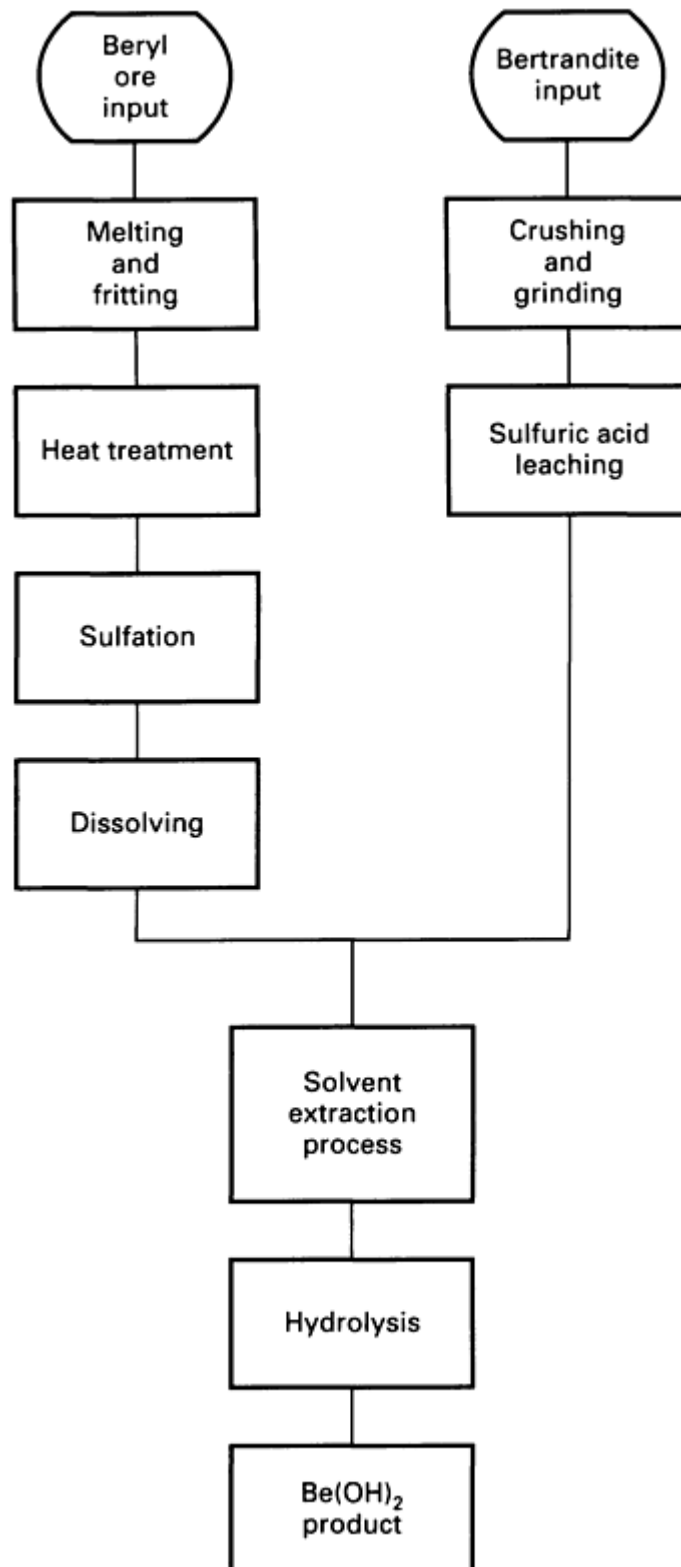 Beryl
ore
input
Bertrandite
input
Melting
and
fritting
Crushing
and
grinding
Heat treatment
Sulfuric acid
leaching
Sulfation
Dissolving
Solvent
extraction
process
Hydrolysis
Be(OH)₂
product